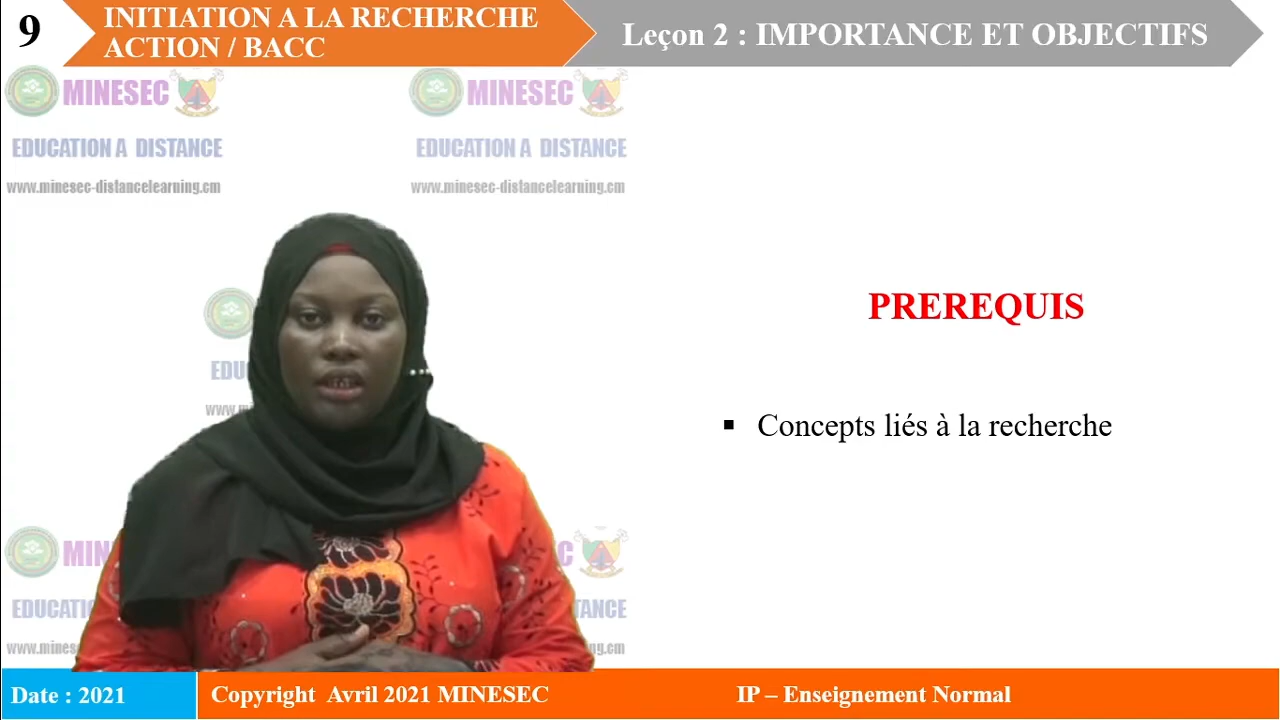 9
INITIATION A LA RECHERCHE
ACTION / BACC
Leçon 2 : IMPORTANCE ET OBJECTIFS
MINESEC
EDUCATION A DISTANCE
www.minesec-distancelearning.cm
MINESEC
EDUCATION A DISTANCE
www.minesec-distancelearning.cm
PREREQUIS
▪ Concepts liés à la recherche
Date : 2021
Copyright Avril 2021 MINESEC
IP – Enseignement Normal